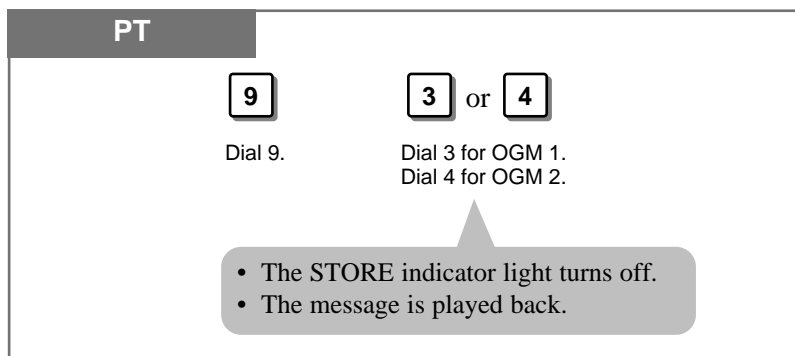 PT
9 3 or 4
Dial 9. Dial 3 for OGM 1.
Dial 4 for OGM 2.
• The STORE indicator light turns off.
• The message is played back.